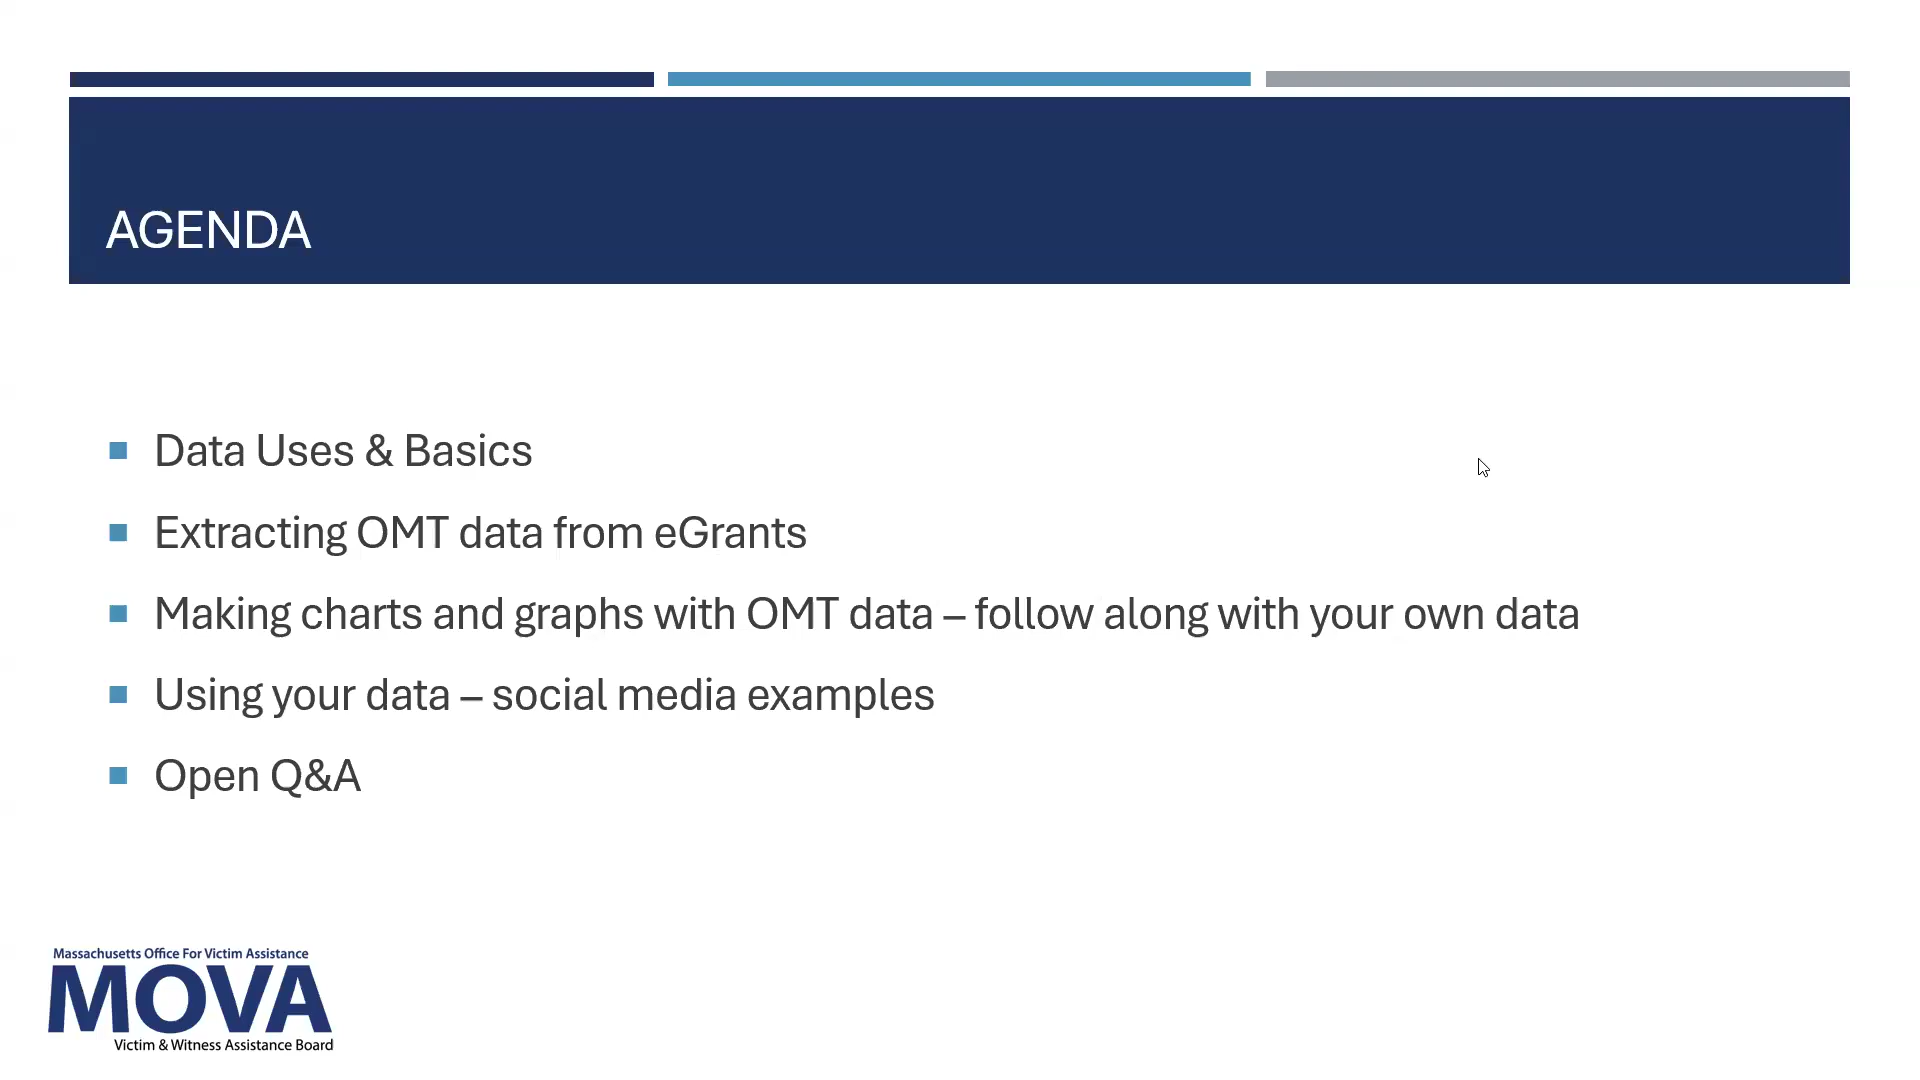 AGENDA
Data Uses & Basics
Extracting OMT data from eGrants
Making charts and graphs with OMT data – follow along with your own data
Using your data – social media examples
Open Q&A
Massachusetts Office For Victim Assistance
MOVA
Victim & Witness Assistance Board